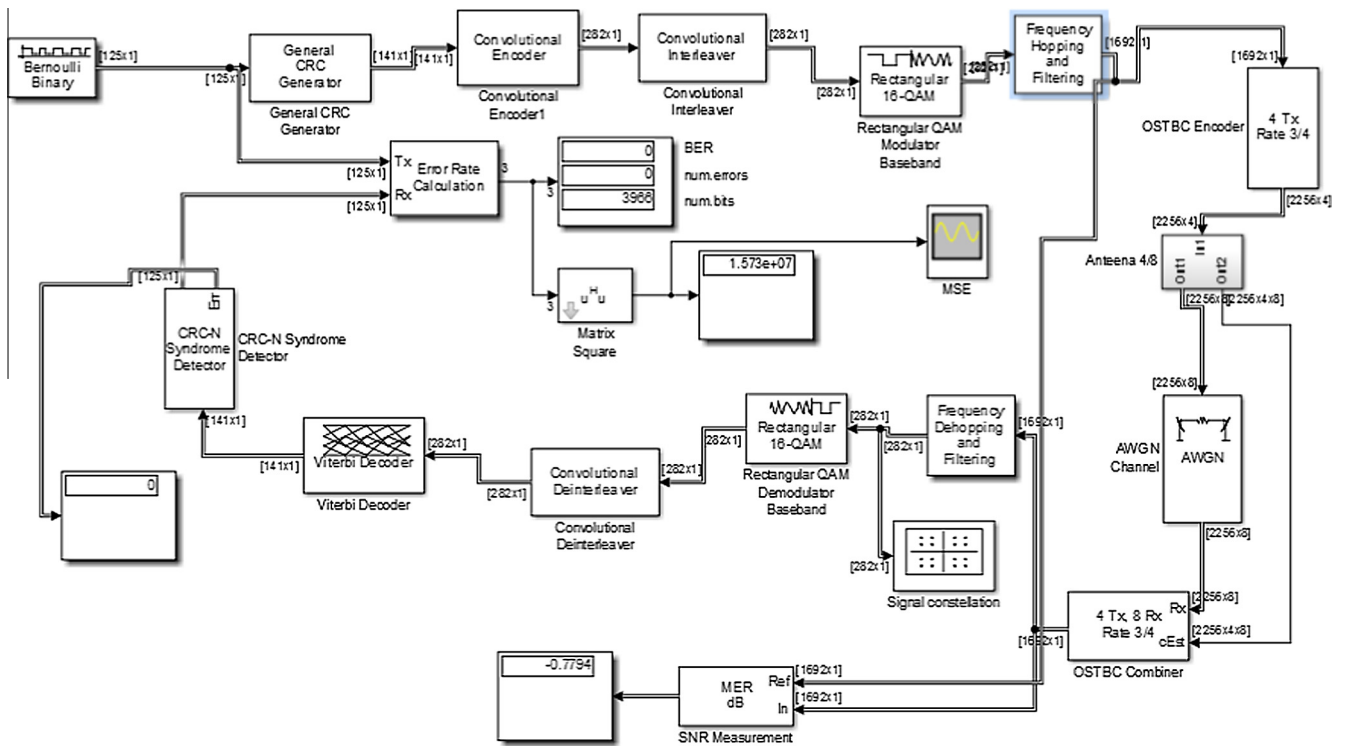 Bernoulli
Binary
[125x1]
[125x1]
General
CRC
Generator
General CRC
Generator
[141x1]
[141x1]
Convolutional
Encoder
Convolutional
Encoder1
[282x1]
Convolutional
Interleaver
Convolutional
Interleaver
[282x1]
[282x1]
Rectangular
16-QAM
Rectangular QAM
Modulator
Baseband
Frequency
Hopping
and
Filtering
[1692x1]
[1692x1]
OSTBC Encoder
4 Tx
Rate 3/4
[2256x4]
[2256x4]
Anteena 4/8
In1
Out1
Out2
[2256x8]
[2256x4x8]
[2256x8]
AWGN
Channel
AWGN
[2256x8]
[2256x8]
[2256x4x8]
4 Tx, 8 Rx
Rate 3/4
Rx
cEst
OSTBC Combiner
[1692x1]
[125x1]
[125x1]
Tx
Rx
Error Rate
Calculation
3
3
0
0
3966
BER
num.errors
num.bits
3
u^H u
Matrix
Square
1.573e+07
MSE
[125x1]
Err
CRC-N
Syndrome
Detector
CRC-N Syndrome
Detector
[141x1]
[141x1]
Viterbi Decoder
Viterbi Decoder
[282x1]
[282x1]
Convolutional
Deinterleaver
Convolutional
Deinterleaver
[282x1]
282x1]
Rectangular
16-QAM
Rectangular QAM
Demodulator
Baseband
[282x1]
[282x1]
Frequency
Dehopping
and
Filtering
[1692x1]
[282x1]
Signal constellation
0
-0.7794
MER
dB
Ref
In
SNR Measurement
[1692x1]
[1692x1]